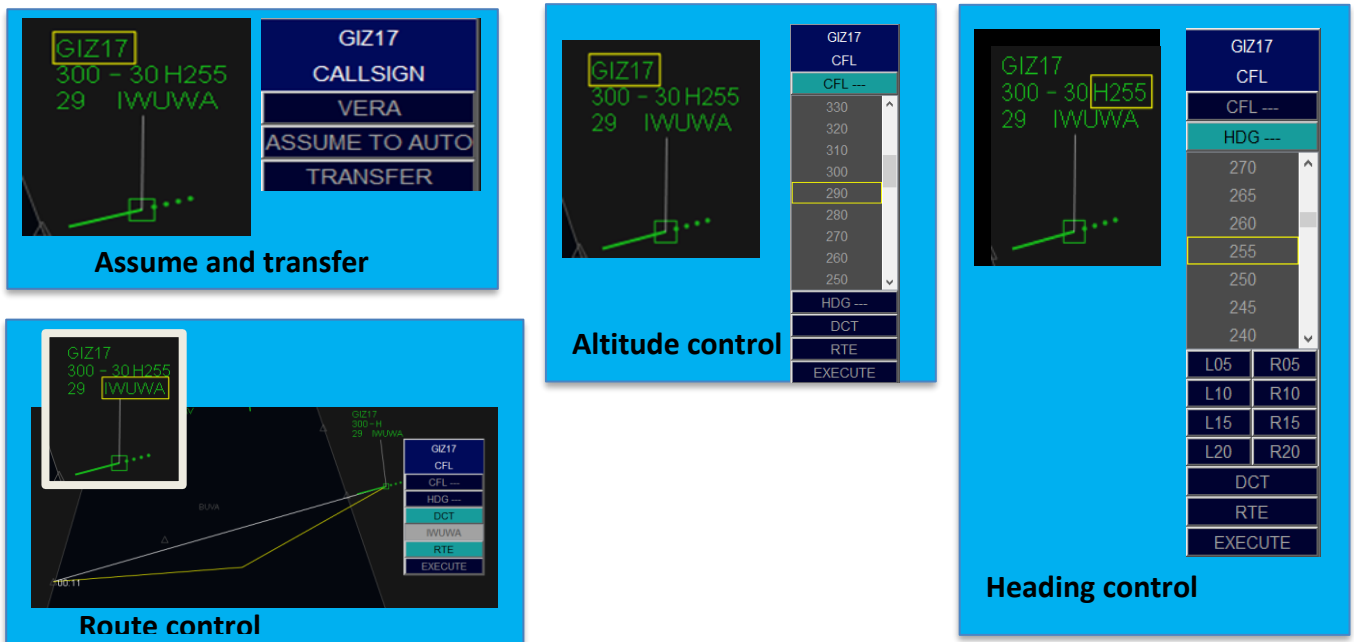 GIZ17
300 - 30 H255
29 IWUWA
GIZ17
CALLSIGN
VERA
ASSUME TO AUTO
TRANSFER
Assume and transfer
GIZ17
300 - 30 H255
29 IWUWA
GIZ17
CFL
CFL ---
330
320
310
300
290
280
270
260
250
HDG ---
DCT
RTE
EXECUTE
Altitude control
GIZ17
300 - 30 H255
29 IWUWA
GIZ17
CFL
CFL ---
HDG ---
270
265
260
255
250
245
240
L05 R05
L10 R10
L15 R15
L20 R20
DCT
RTE
EXECUTE
Heading control
GIZ17
300 - 30 H255
29 IWUWA
GIZ17
300-H
29 IWUWA
GIZ17
CFL
CFL ---
HDG ---
DCT
IWUWA
RTE
EXECUTE
BUVA
00:11
Route control